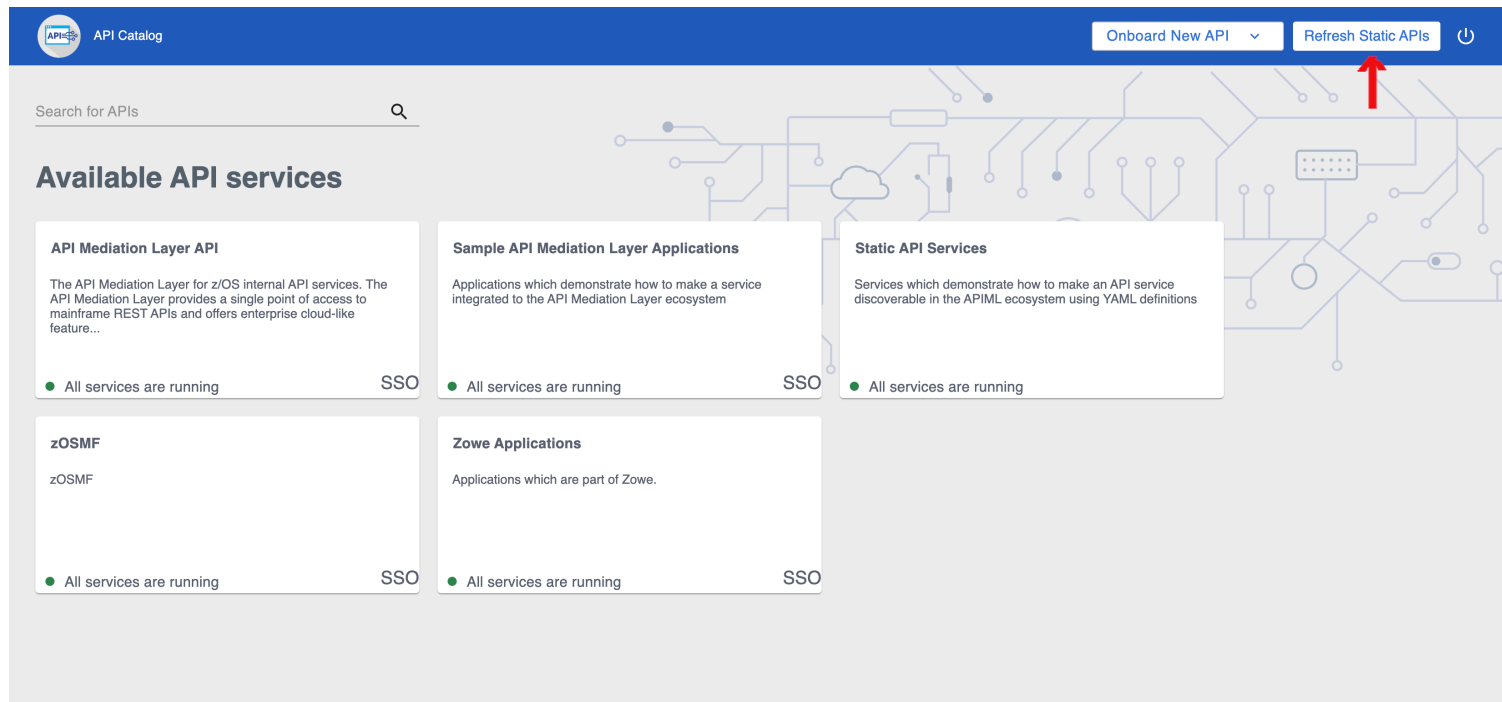 API
API Catalog
Onboard New API
Refresh Static APIs
Search for APIs
Available API services
API Mediation Layer API
The API Mediation Layer for z/OS internal API services. The
API Mediation Layer provides a single point of access to
mainframe REST APIs and offers enterprise cloud-like
feature...
All services are running
SSO
Sample API Mediation Layer Applications
Applications which demonstrate how to make a service
integrated to the API Mediation Layer ecosystem
All services are running
SSO
Static API Services
Services which demonstrate how to make an API service
discoverable in the APIML ecosystem using YAML definitions
All services are running
zOSMF
zOSMF
All services are running
SSO
Zowe Applications
Applications which are part of Zowe.
All services are running
SSO